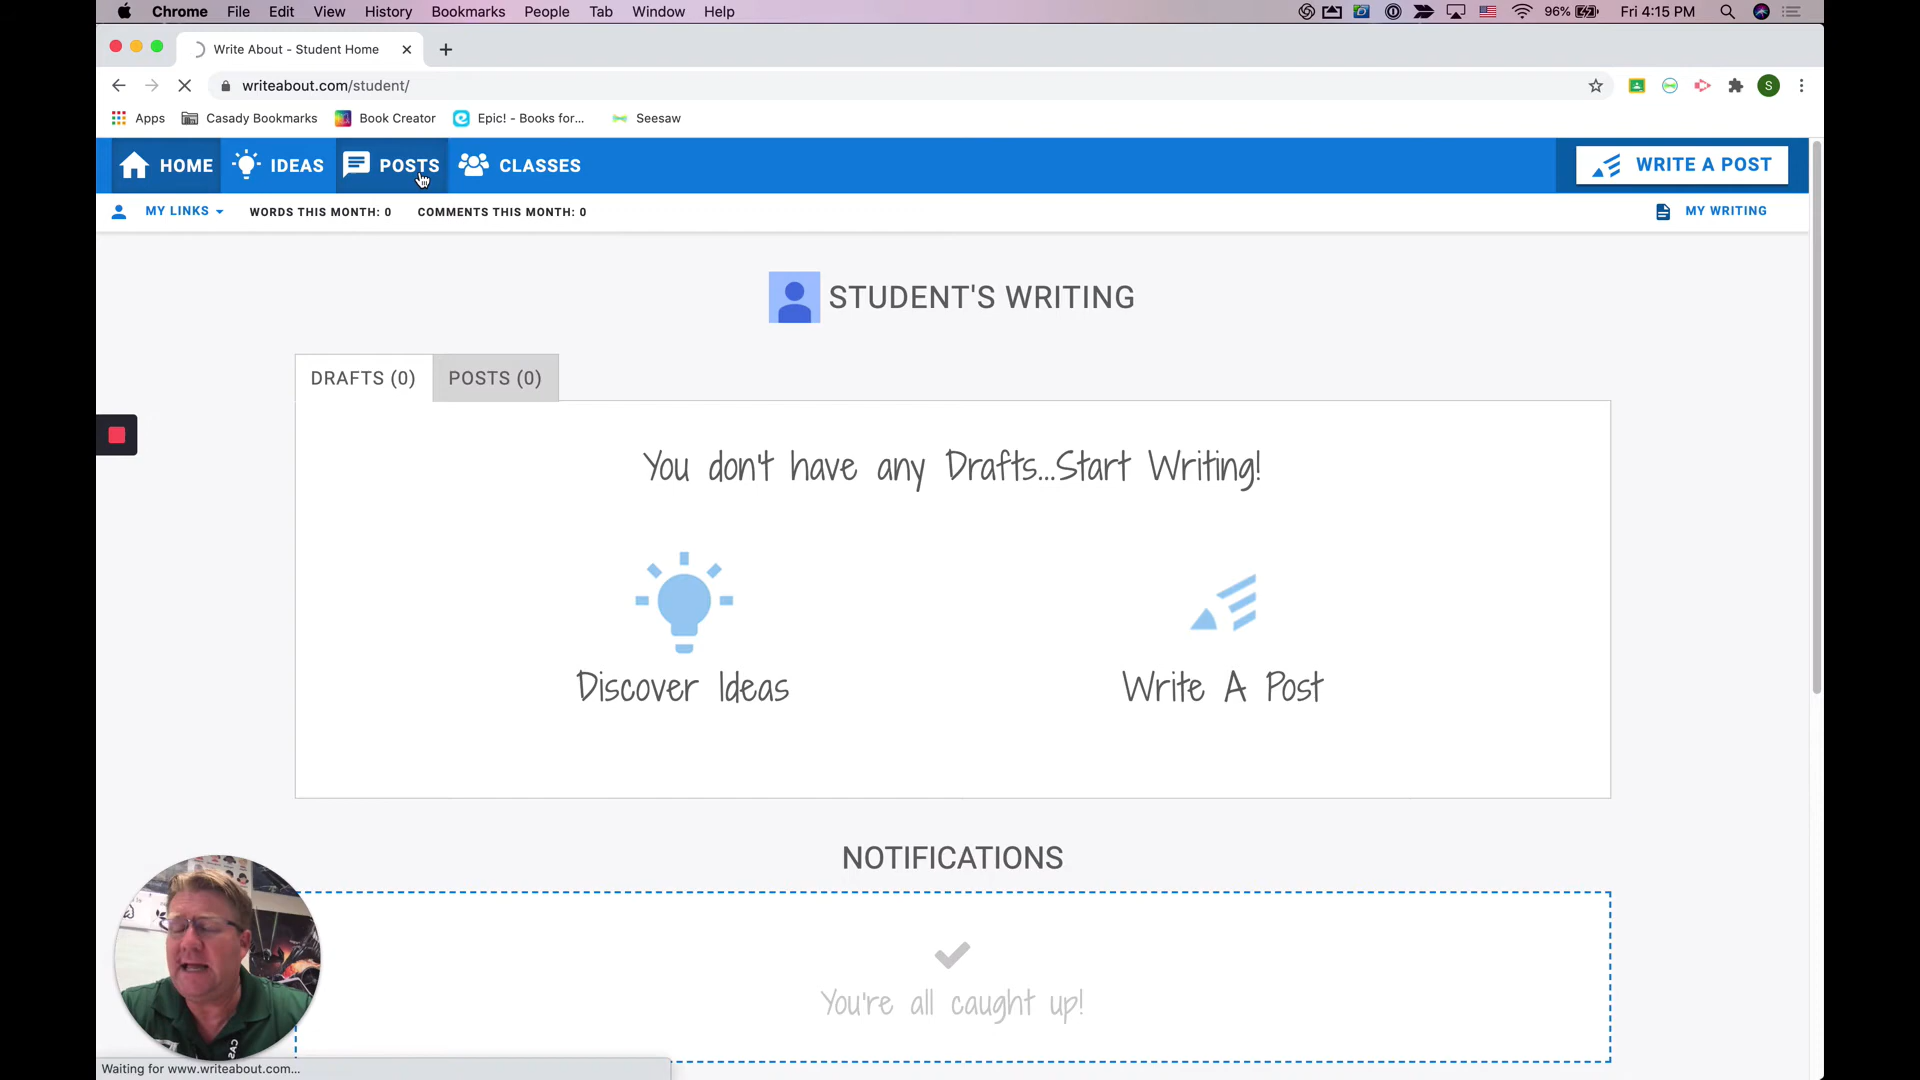 Chrome File Edit View History Bookmarks People Tab Window Help 96% Fri 4:15 PM
Write About - Student Home
writeabout.com/student/ S
Apps Casady Bookmarks Book Creator Epic! - Books for... Seesaw
HOME IDEAS POSTS CLASSES WRITE A POST
MY LINKS WORDS THIS MONTH: 0 COMMENTS THIS MONTH: 0 MY WRITING
STUDENT'S WRITING
DRAFTS (0) POSTS (0)
You don't have any Drafts...Start Writing!
Discover Ideas Write A Post
NOTIFICATIONS
You're all caught up!
CAS
Waiting for www.writeabout.com...